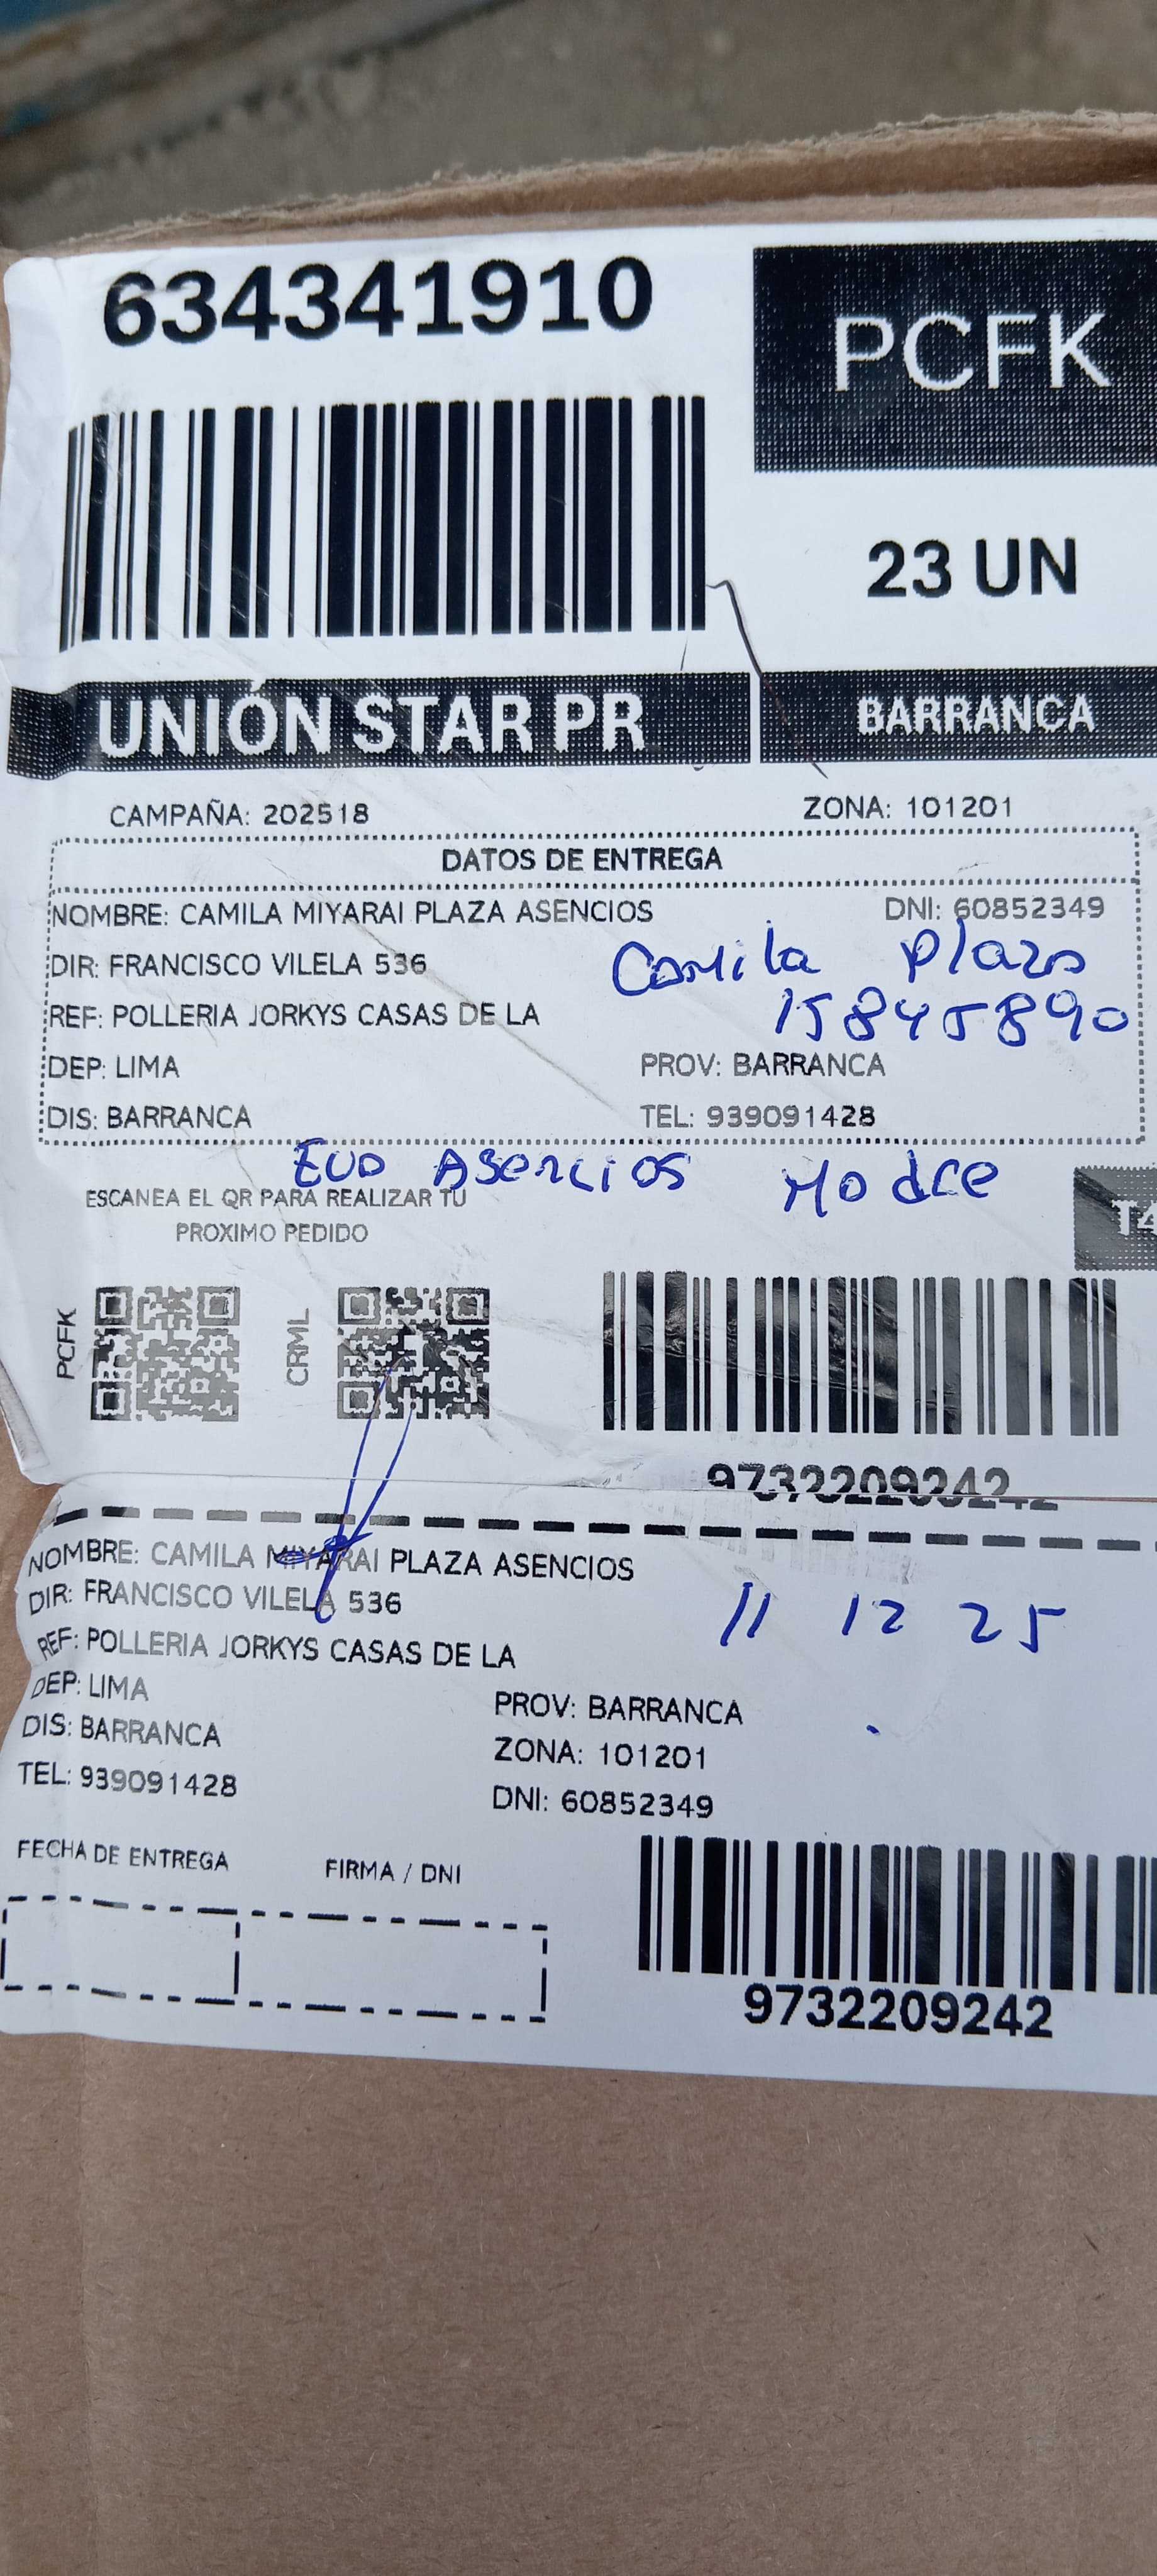 634341910
PCFK
23 UN
UNIÓN STAR PR
BARRANCA
CAMPAÑA: 202518 ZONA: 101201
DATOS DE ENTREGA
NOMBRE: CAMILA MIYARAI PLAZA ASENCIOS DNI: 60852349
DIR: FRANCISCO VILELA 536
Camila Plaza
REF: POLLERIA JORKYS CASAS DE LA
15845890
DEP: LIMA PROV: BARRANCA
DIS: BARRANCA TEL: 939091428
Eva Asencios Madre
ESCANEA EL QR PARA REALIZAR TU
PROXIMO PEDIDO
T4
PCFK
CRML
9732209242
NOMBRE: CAMILA MIYARAI PLAZA ASENCIOS
DIR: FRANCISCO VILELA 536
11 12 25
REF: POLLERIA JORKYS CASAS DE LA
DEP: LIMA PROV: BARRANCA
DIS: BARRANCA ZONA: 101201
TEL: 939091428 DNI: 60852349
FECHA DE ENTREGA FIRMA / DNI
9732209242